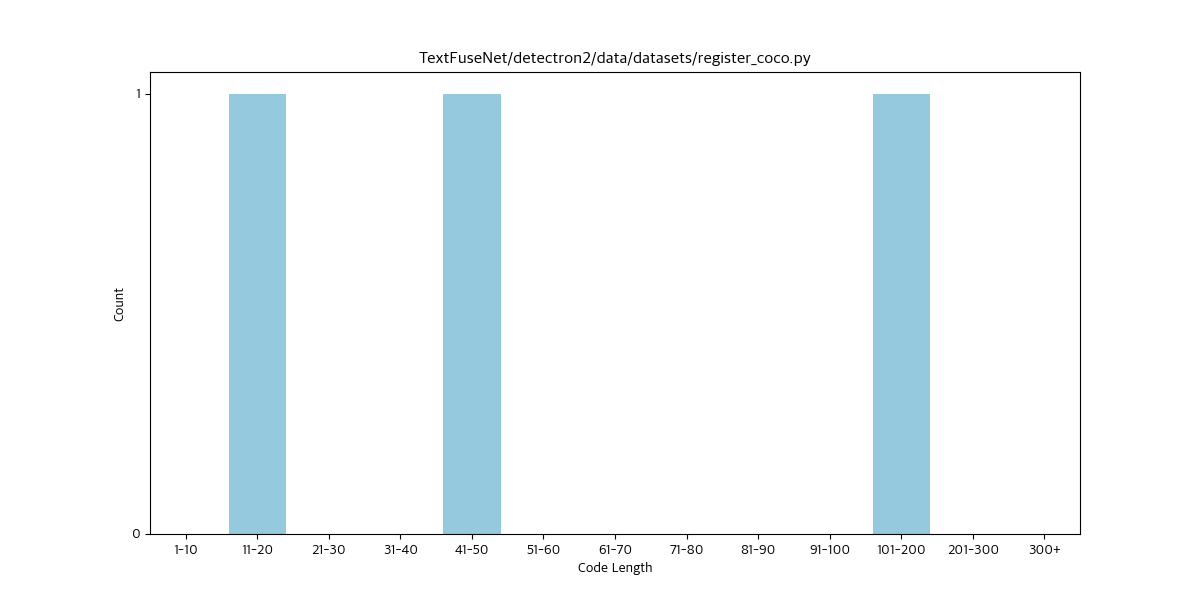 TextFuseNet/detectron2/data/datasets/register_coco.py
1
0
Count
1-10 11-20 21-30 31-40 41-50 51-60 61-70 71-80 81-90 91-100 101-200 201-300 300+
Code Length